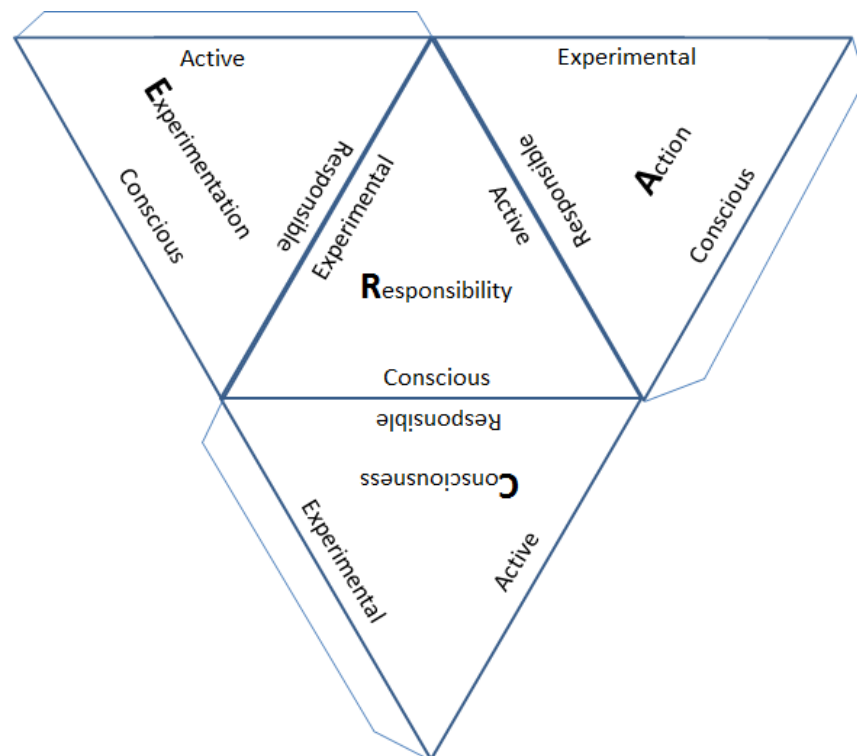 Active
Experimentation
Conscious
Responsible
Experimental
Active
Responsibility
Conscious
Experimental
Responsible
Action
Conscious
Responsible
Consciousness
Experimental
Active